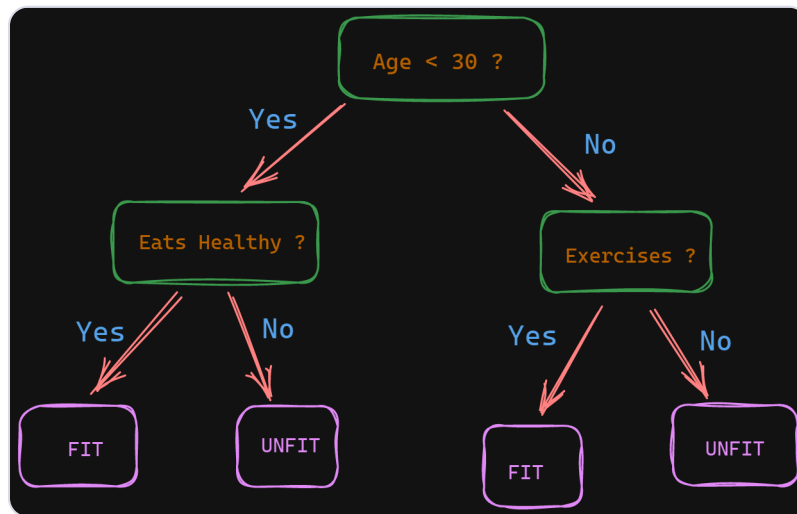 Age < 30 ?
Yes
No
Eats Healthy ?
Exercises ?
Yes
No
Yes
No
FIT
UNFIT
FIT
UNFIT